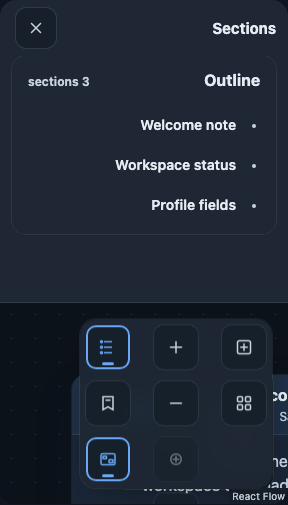 Sections
Outline
sections 3
Welcome note
Workspace status
Profile fields
React Flow